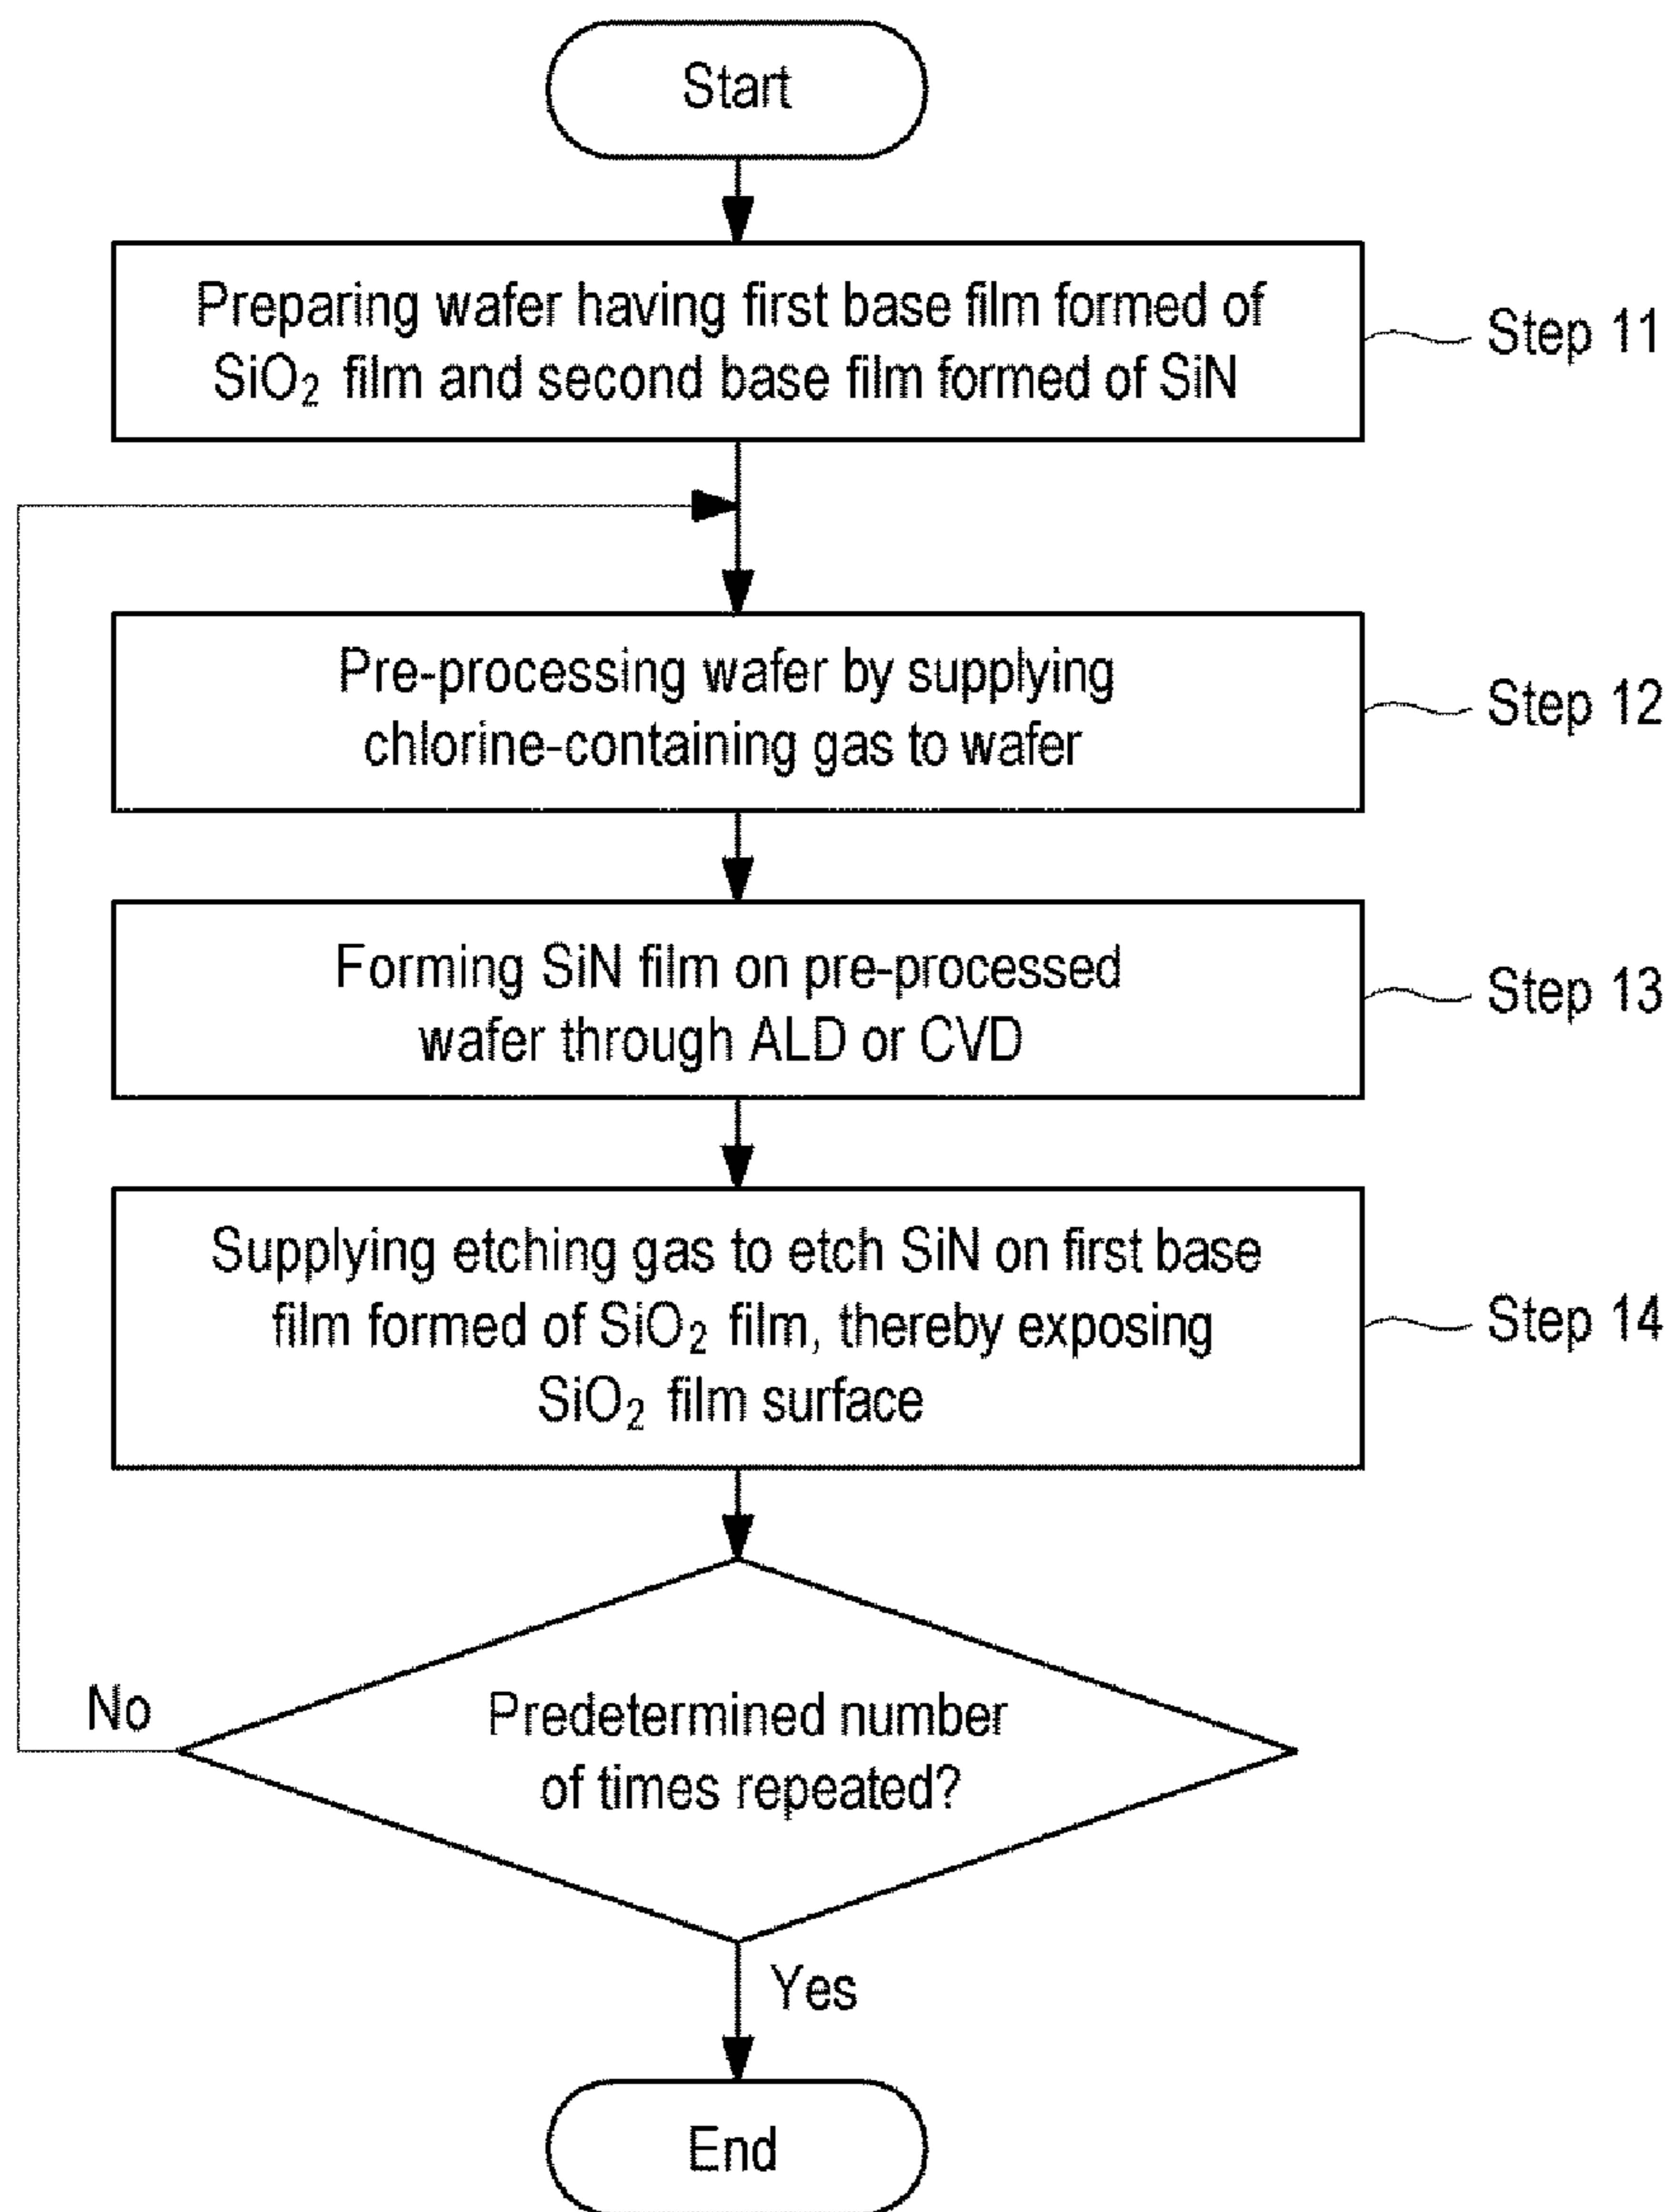 Start
Preparing wafer having first base film formed of
SiO₂ film and second base film formed of SiN
Step 11
Pre-processing wafer by supplying
chlorine-containing gas to wafer
Step 12
Forming SiN film on pre-processed
wafer through ALD or CVD
Step 13
Supplying etching gas to etch SiN on first base
film formed of SiO₂ film, thereby exposing
SiO₂ film surface
Step 14
No
Predetermined number
of times repeated?
Yes
End